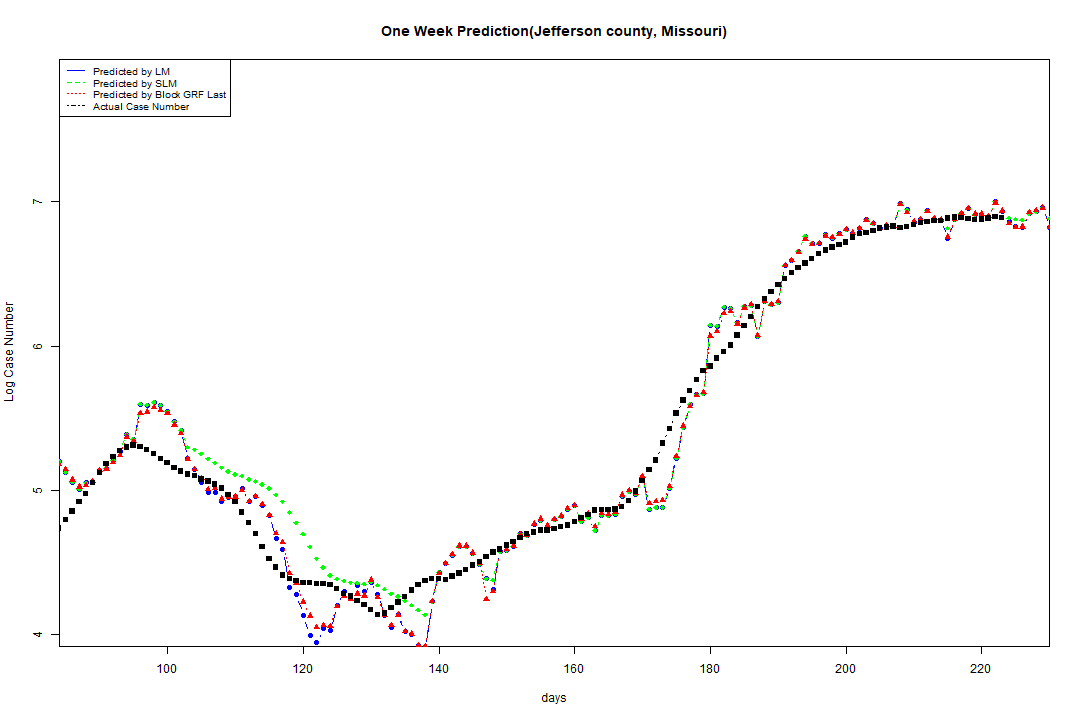 One Week Prediction(Jefferson county, Missouri)
Predicted by LM
Predicted by SLM
Predicted by Block GRF Last
Actual Case Number
7
6
5
4
Log Case Number
100 120 140 160 180 200 220
days